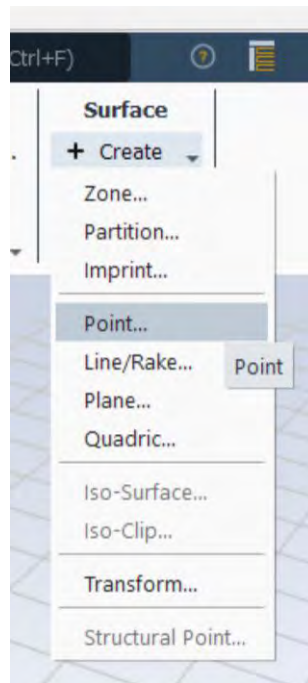 Ctrl+F)
Surface
+ Create
Zone...
Partition...
Imprint...
Point...
Line/Rake...
Point
Plane...
Quadric...
Iso-Surface...
Iso-Clip...
Transform...
Structural Point...